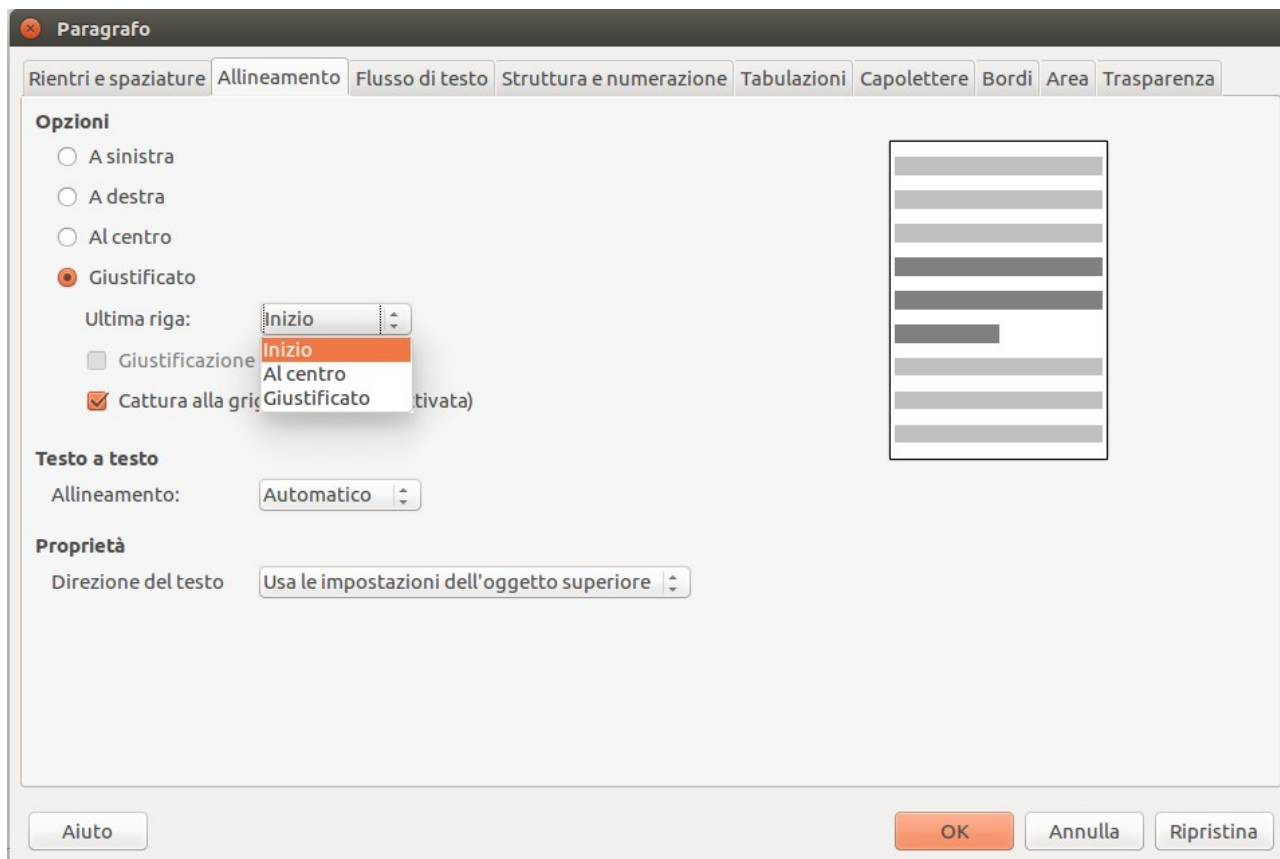 Paragrafo
Rientri e spaziature Allineamento Flusso di testo Struttura e numerazione Tabulazioni Capolettere Bordi Area Trasparenza
Opzioni
A sinistra
A destra
Al centro
Giustificato
Ultima riga: Inizio
Inizio
Al centro
Giustificato
Giustificazione
Cattura alla tivata)
Testo a testo
Allineamento: Automatico
Proprietà
Direzione del testo Usa le impostazioni dell'oggetto superiore
Aiuto OK Annulla Ripristina